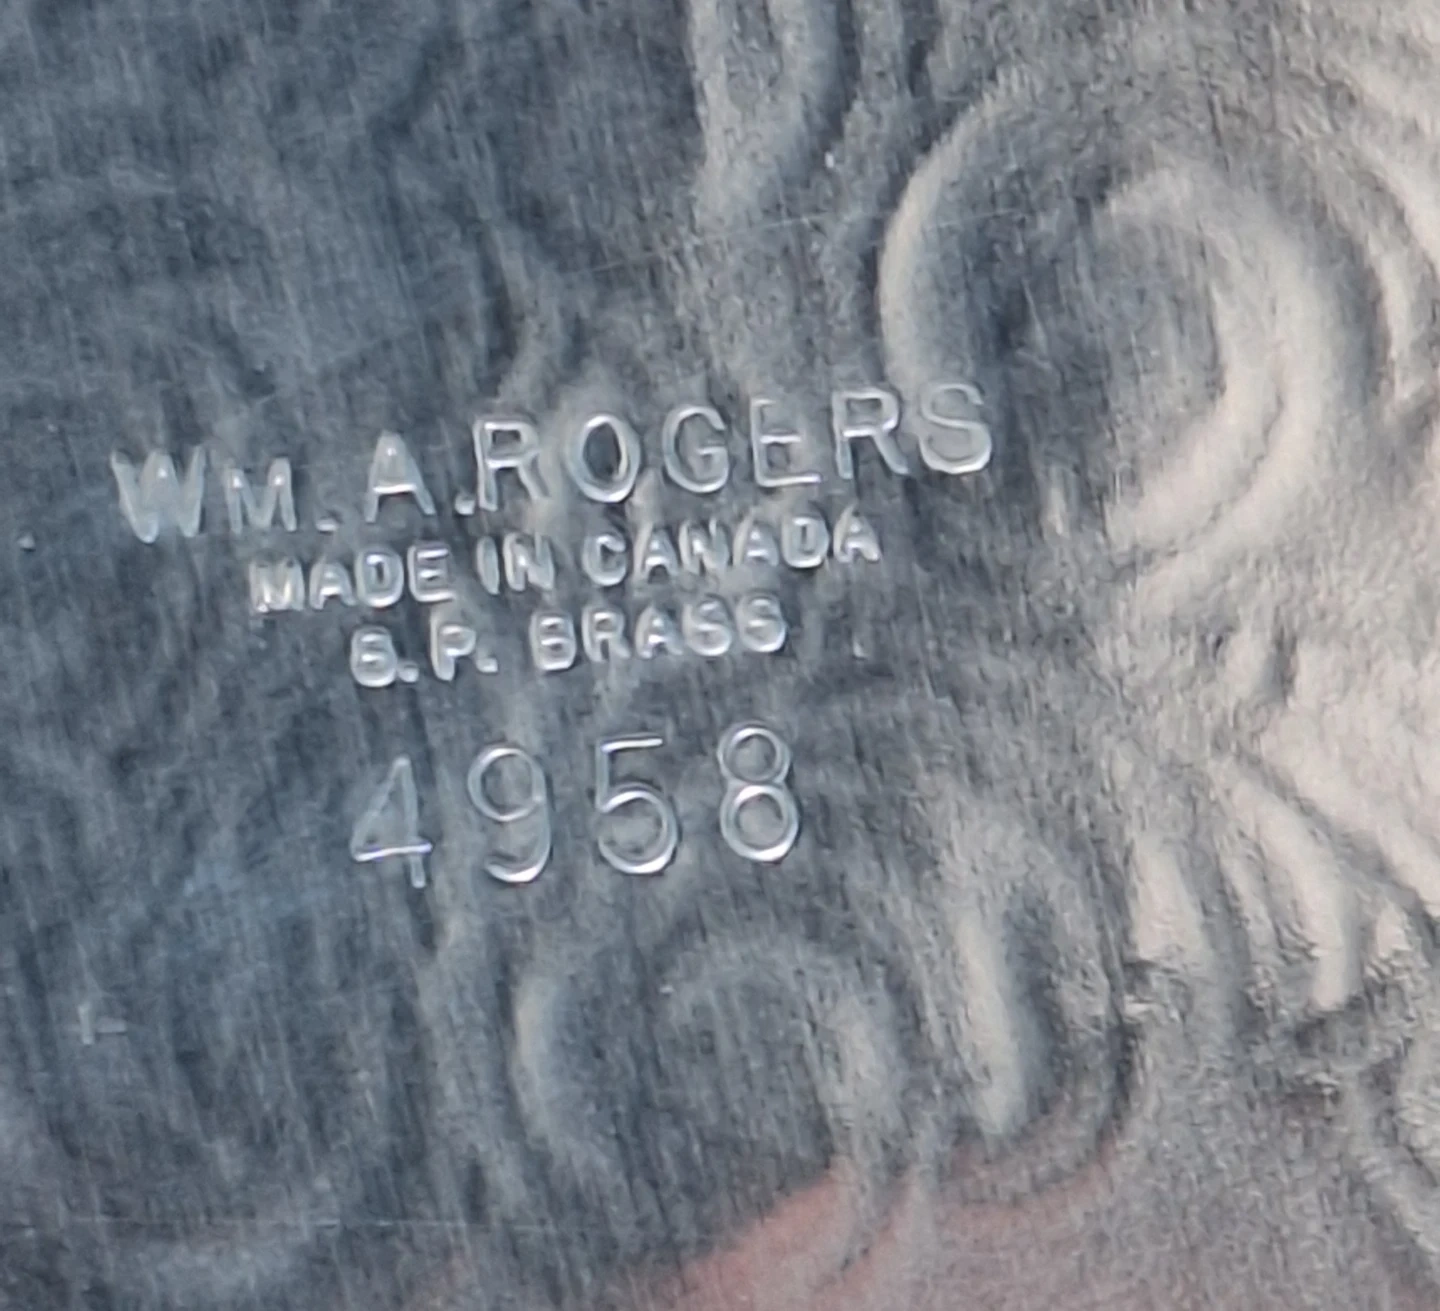 WM. A. ROGERS
MADE IN CANADA
S.P. BRASS
4958